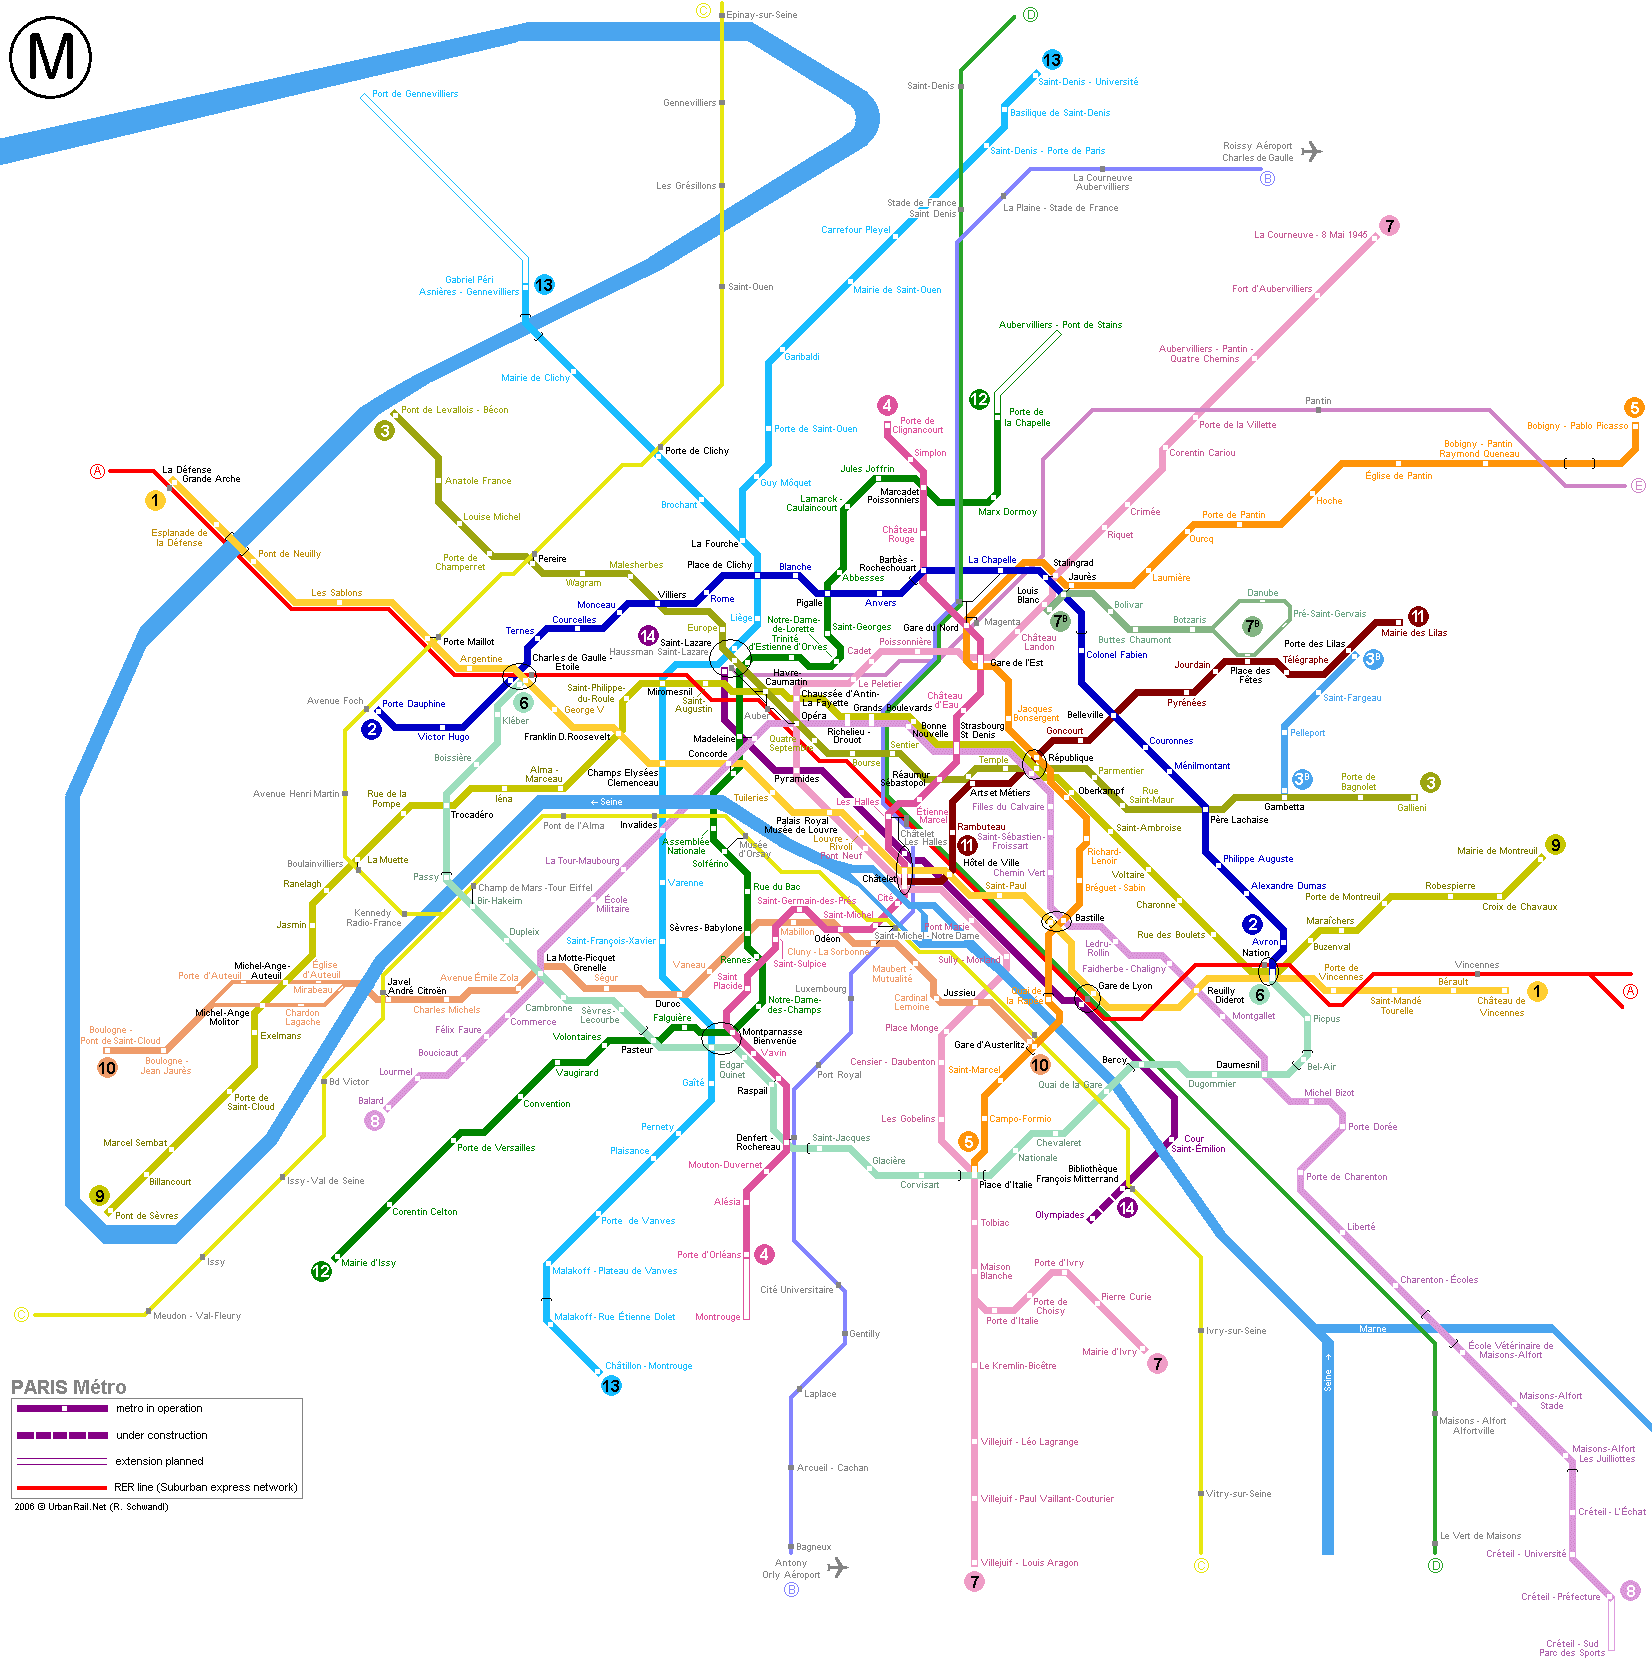 M
C
Epinay-sur-Seine
D
13
Saint-Denis
Saint-Denis - Université
Port de Gennevilliers
Gennevilliers
Basilique de Saint-Denis
Saint-Denis - Porte de Paris
Roissy Aéroport
Charles de Gaulle
B
La Courneuve
Aubervilliers
Les Grésillons
Stade de France
Saint Denis
La Plaine - Stade de France
7
La Courneuve - 8 Mai 1945
Carrefour Pleyel
Gabriel Péri
Asnières - Gennevilliers
13
Saint-Ouen
Mairie de Saint-Ouen
Fort d'Aubervilliers
Aubervilliers - Pont de Stains
Garibaldi
Aubervilliers - Pantin -
Quatre Chemins
Mairie de Clichy
3
Pont de Levallois - Bécon
4
Porte de
Clignancourt
12
Porte de
la Chapelle
Pantin
5
Bobigny - Pablo Picasso
Porte de la Villette
Porte de Saint-Ouen
Porte de Clichy
Simplon
Corentin Cariou
Bobigny - Pantin
Raymond Queneau
Église de Pantin
A
La Défense
Grande Arche
1
Anatole France
Guy Môquet
Jules Joffrin
Marcadet
Poissonniers
Marx Dormoy
Hoche
E
Brochant
Lamarck -
Caulaincourt
Crimée
Porte de Pantin
Louise Michel
Esplanade de
la Défense
Château
Rouge
Riquet
Ourcq
Pont de Neuilly
Porte de
Champerret
Pereire
La Fourche
Wagram
Malesherbes
Place de Clichy
Blanche
Barbès -
Rochechouart
La Chapelle
Stalingrad
Jaurès
Laumière
Abbesses
Les Sablons
Monceau
Villiers
Rome
Pigalle
Anvers
Louis
Blanc
7B
Bolivar
Danube
Pré-Saint-Gervais
Botzaris
7B
11
Mairie des Lilas
Courcelles
Ternes
Europe
Liège
Notre-Dame-
de-Lorette
Trinité
d'Estienne d'Orves
Saint-Georges
Gare du Nord
Magenta
Château
Landon
Buttes Chaumont
Porte des Lilas
3B
Porte Maillot
14
Saint-Lazare
Haussman Saint-Lazare
Poissonnière
Cadet
Gare de l'Est
Colonel Fabien
Jourdain
Place des
Fêtes
Télégraphe
Argentine
Charles de Gaulle -
Etoile
6
Kléber
Saint-Philippe-
du-Roule
George V
Miromesnil
Saint-
Augustin
Havre-
Caumartin
Le Peletier
Chaussée d'Antin-
La Fayette
Château
d'Eau
Pyrénées
Saint-Fargeau
Avenue Foch
Porte Dauphine
2
Victor Hugo
Franklin D.Roosevelt
Auber
Opéra
Grands Boulevards
Richelieu -
Drouot
Bonne
Nouvelle
Strasbourg
St Denis
Jacques
Bonsergent
Goncourt
Belleville
Pelleport
Madeleine
Quatre
Septembre
Bourse
Sentier
Couronnes
Boissière
Concorde
Temple
République
Ménilmontant
Alma -
Marceau
Champs Elysées
Clemenceau
Pyramides
Réaumur
Sébastopol
Arts et Métiers
Parmentier
3B
Gambetta
Porte de
Bagnolet
3
Gallieni
Avenue Henri Martin
Rue de la
Pompe
Iéna
Trocadéro
← Seine
Tuileries
Les Halles
Étienne
Marcel
Filles du Calvaire
Oberkampf
Rue
Saint-Maur
Père Lachaise
Pont de l'Alma
Invalides
Palais Royal
Musée de Louvre
Louvre -
Rivoli
Pont Neuf
Châtelet
Les Halles
Rambuteau
11
Saint-Sébastien-
Froissart
Saint-Ambroise
Boulainvilliers
La Muette
La Tour-Maubourg
Assemblée
Nationale
Musée
d'Orsay
Solférino
Hôtel de Ville
Chemin Vert
Richard-
Lenoir
Voltaire
Philippe Auguste
Mairie de Montreuil
9
Ranelagh
Passy
Champ de Mars-Tour Eiffel
Bir-Hakeim
Varenne
Rue du Bac
Châtelet
Saint-Paul
Bréguet - Sabin
Alexandre Dumas
Robespierre
Porte de Montreuil
Croix de Chavaux
Kennedy
Radio-France
École
Militaire
Saint-Germain-des-Prés
Saint-Michel
Cité
Charonne
Jasmin
Dupleix
Saint-François-Xavier
Sèvres-Babylone
Mabillon
Odéon
Pont Marie
Saint-Michel - Notre Dame
Bastille
2
Avron
Maraîchers
Buzenval
Rue des Boulets
Michel-Ange-
Auteuil
Église
d'Auteuil
Porte d'Auteuil
La Motte-Picquet
Grenelle
Ségur
Vaneau
Rennes
Saint-Sulpice
Cluny - La Sorbonne
Sully - Morland
Ledru-
Rollin
Nation
Mirabeau
Javel
André Citroën
Avenue Émile Zola
Saint
Placide
Maubert -
Mutualité
Faidherbe - Chaligny
Porte de
Vincennes
Vincennes
A
Michel-Ange
Molitor
Chardon
Lagache
Charles Michels
Cambronne
Duroc
Notre-Dame-
des-Champs
Luxembourg
Cardinal
Lemoine
Jussieu
Quai de
la Rapée
Gare de Lyon
Reuilly
Diderot
6
Saint-Mandé
Tourelle
Bérault
Château de
Vincennes
1
Exelmans
Commerce
Sèvres-
Lecourbe
Falguière
Montparnasse
Bienvenüe
Place Monge
Montgallet
Picpus
Boulogne -
Pont de Saint-Cloud
10
Boulogne -
Jean Jaurès
Félix Faure
Boucicaut
Volontaires
Pasteur
Edgar
Quinet
Vavin
Gare d'Austerlitz
10
Bercy
Daumesnil
Bel-Air
Lourmel
Bd Victor
Vaugirard
Gaîté
Raspail
Port Royal
Censier - Daubenton
Saint-Marcel
Quai de la Gare
Dugommier
Michel Bizot
Balard
8
Porte de
Saint-Cloud
Convention
Pernety
Les Gobelins
Campo-Formio
Porte Dorée
Marcel Sembat
Porte de Versailles
Plaisance
Denfert -
Rochereau
Saint-Jacques
5
Chevaleret
Cour
Saint-Émilion
Billancourt
Issy-Val de Seine
Mouton-Duvernet
Glacière
Corvisart
Place d'Italie
Nationale
Bibliothèque
François Mitterrand
Porte de Charenton
9
Pont de Sèvres
Corentin Celton
Porte de Vanves
Alésia
Olympiades
14
Tolbiac
Liberté
Issy
12
Mairie d'Issy
Malakoff - Plateau de Vanves
Porte d'Orléans
4
Cité Universitaire
Maison
Blanche
Porte d'Ivry
Charenton - Écoles
C
Meudon - Val-Fleury
Malakoff - Rue Étienne Dolet
Montrouge
Gentilly
Porte de
Choisy
Porte d'Italie
Pierre Curie
Ivry-sur-Seine
Marne
École Vétérinaire de
Maisons-Alfort
Châtillon - Montrouge
13
Le Kremlin-Bicêtre
Mairie d'Ivry
7
Seine →
PARIS Métro
metro in operation
under construction
extension planned
RER line (Suburban express network)
2006 © UrbanRail.Net (R. Schwandl)
Laplace
Maisons-Alfort
Stade
Maisons - Alfort
Alfortville
Villejuif - Léo Lagrange
Maisons-Alfort
Les Juilliottes
Arcueil - Cachan
Villejuif - Paul Vaillant-Couturier
Vitry-sur-Seine
Créteil - L'Échat
Bagneux
Le Vert de Maisons
Antony
Orly Aéroport
B
Villejuif - Louis Aragon
7
C
D
Créteil - Université
Créteil - Préfecture
8
Créteil - Sud
Parc des Sports